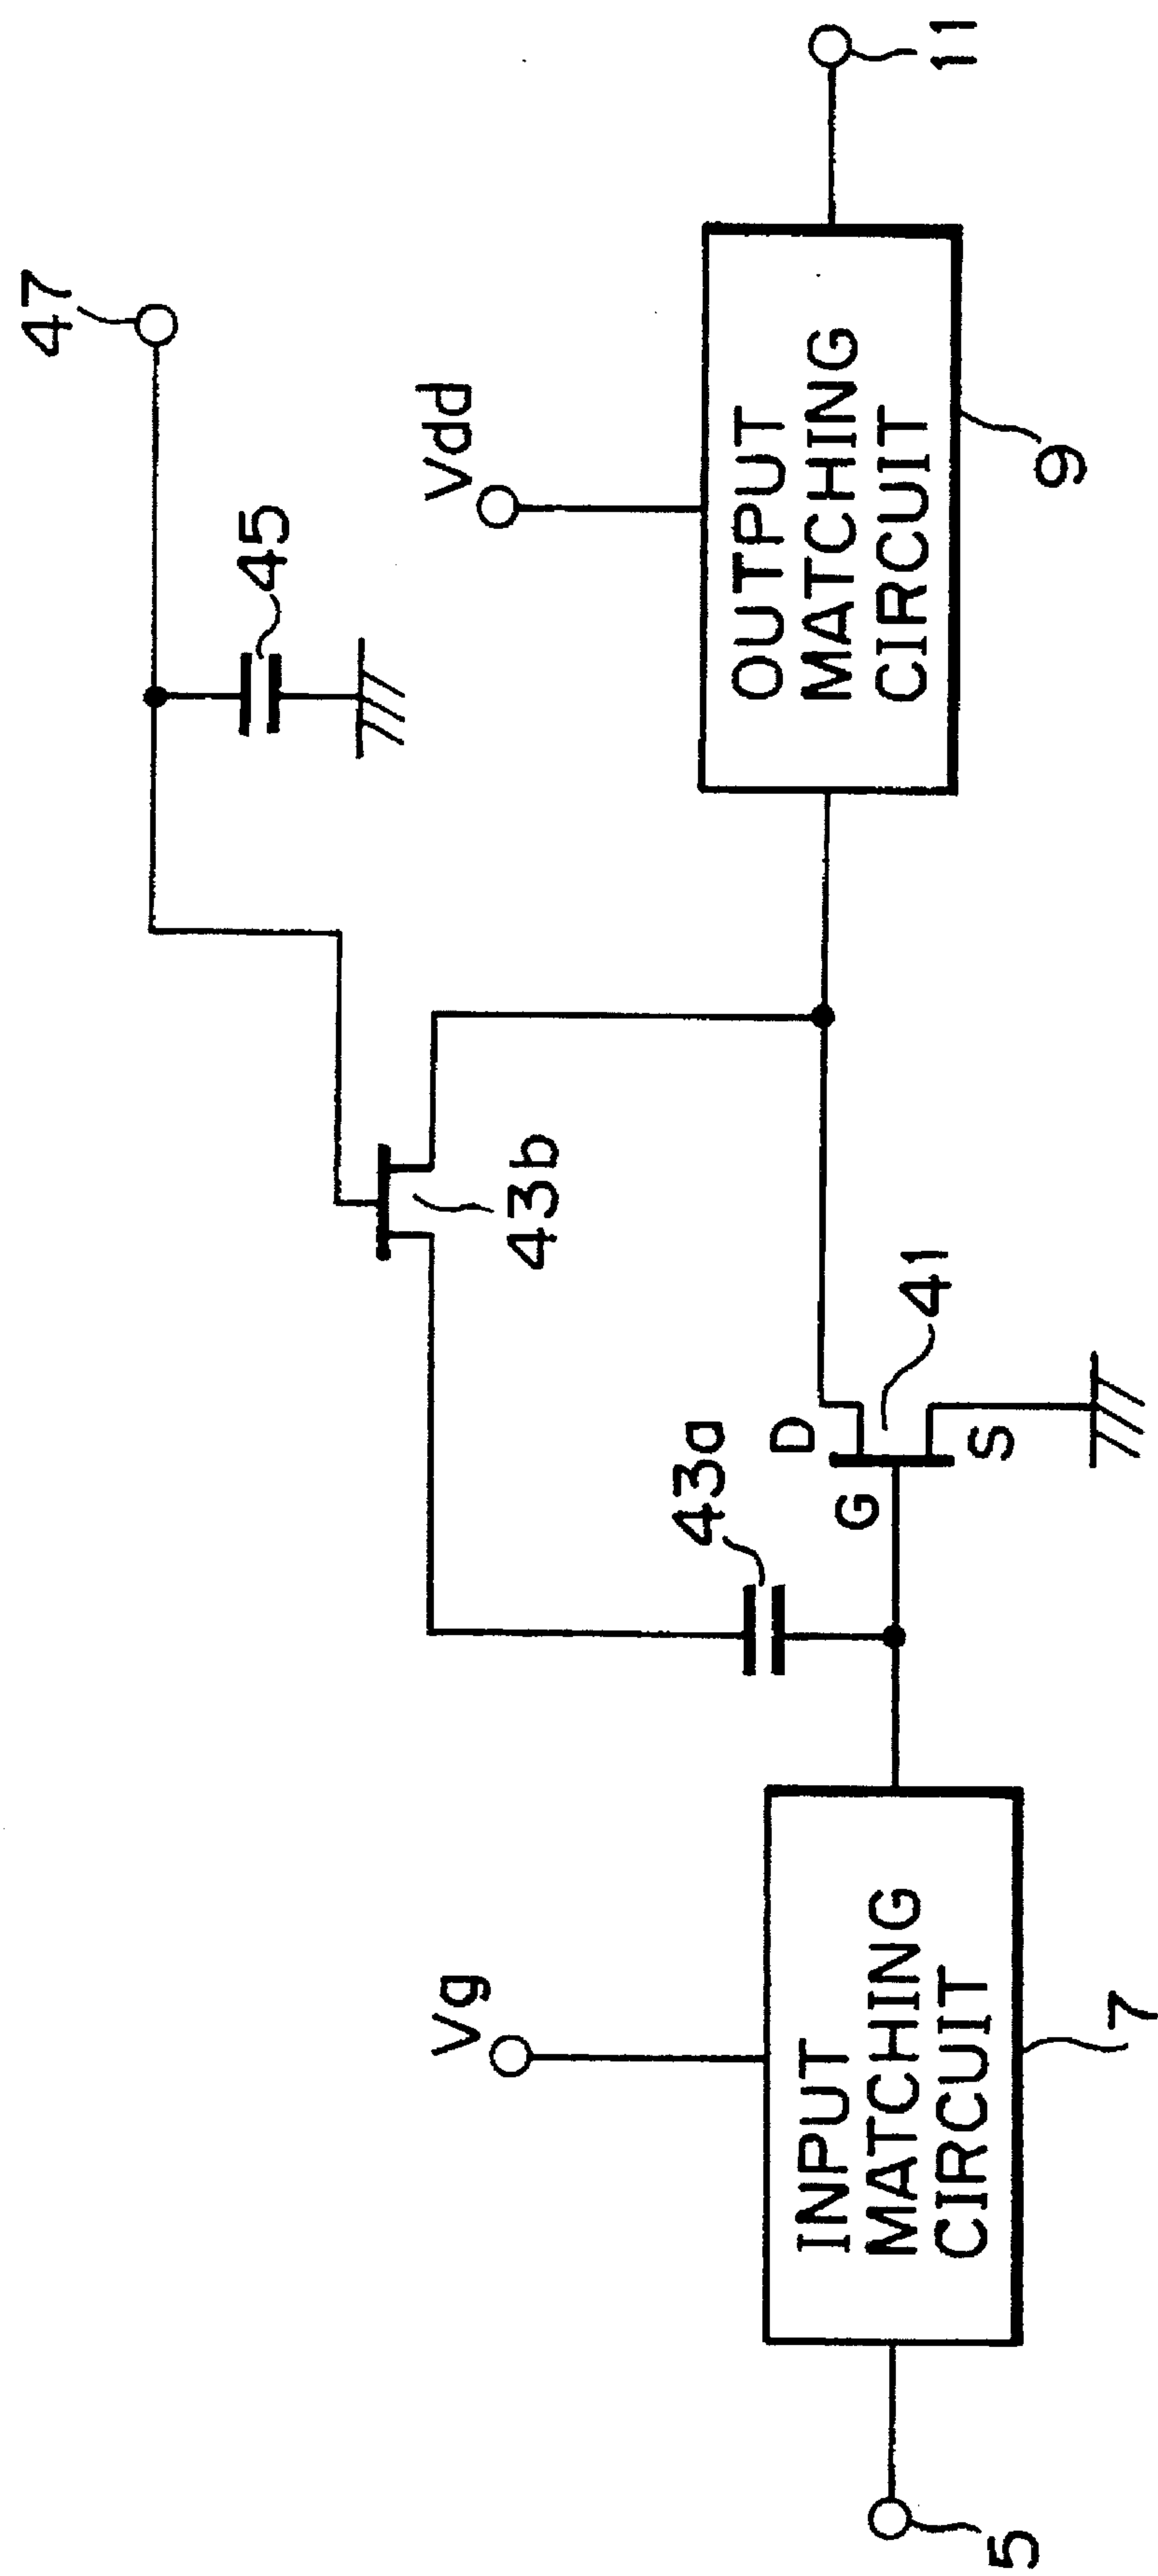 47
45
Vdd
11
OUTPUT
MATCHING
CIRCUIT
9
43b
43a
D
G
S
41
Vg
INPUT
MATCHING
CIRCUIT
7
5